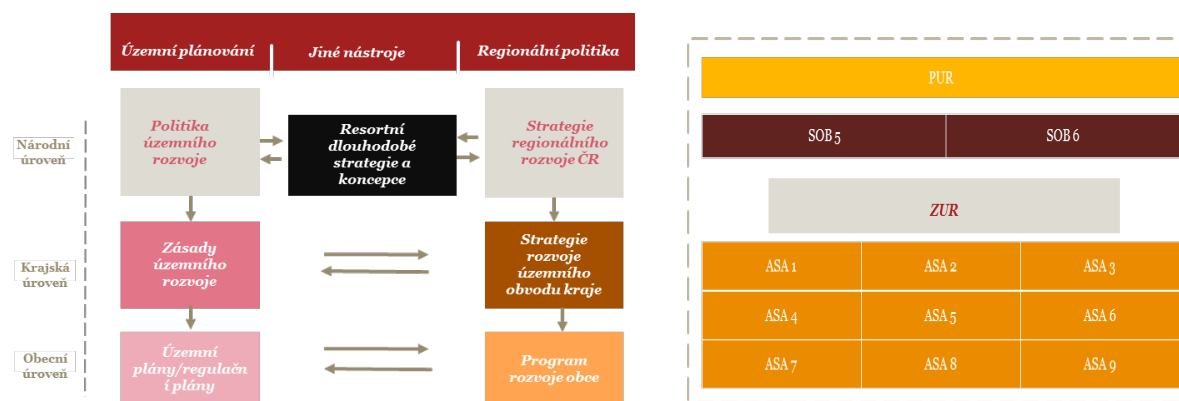 Územní plánování
Jiné nástroje
Regionální politika
Národní
úroveň
Politika
územního
rozvoje
Resortní
dlouhodobé
strategie a
koncepce
Strategie
regionálního
rozvoje ČR
Krajská
úroveň
Zásady
územního
rozvoje
Strategie
rozvoje
územního
obvodu kraje
Obecní
úroveň
Územní
plány/regulačn
í plány
Program
rozvoje obce
PUR
SOB 5
SOB 6
ZUR
ASA 1
ASA 2
ASA 3
ASA 4
ASA 5
ASA 6
ASA 7
ASA 8
ASA 9